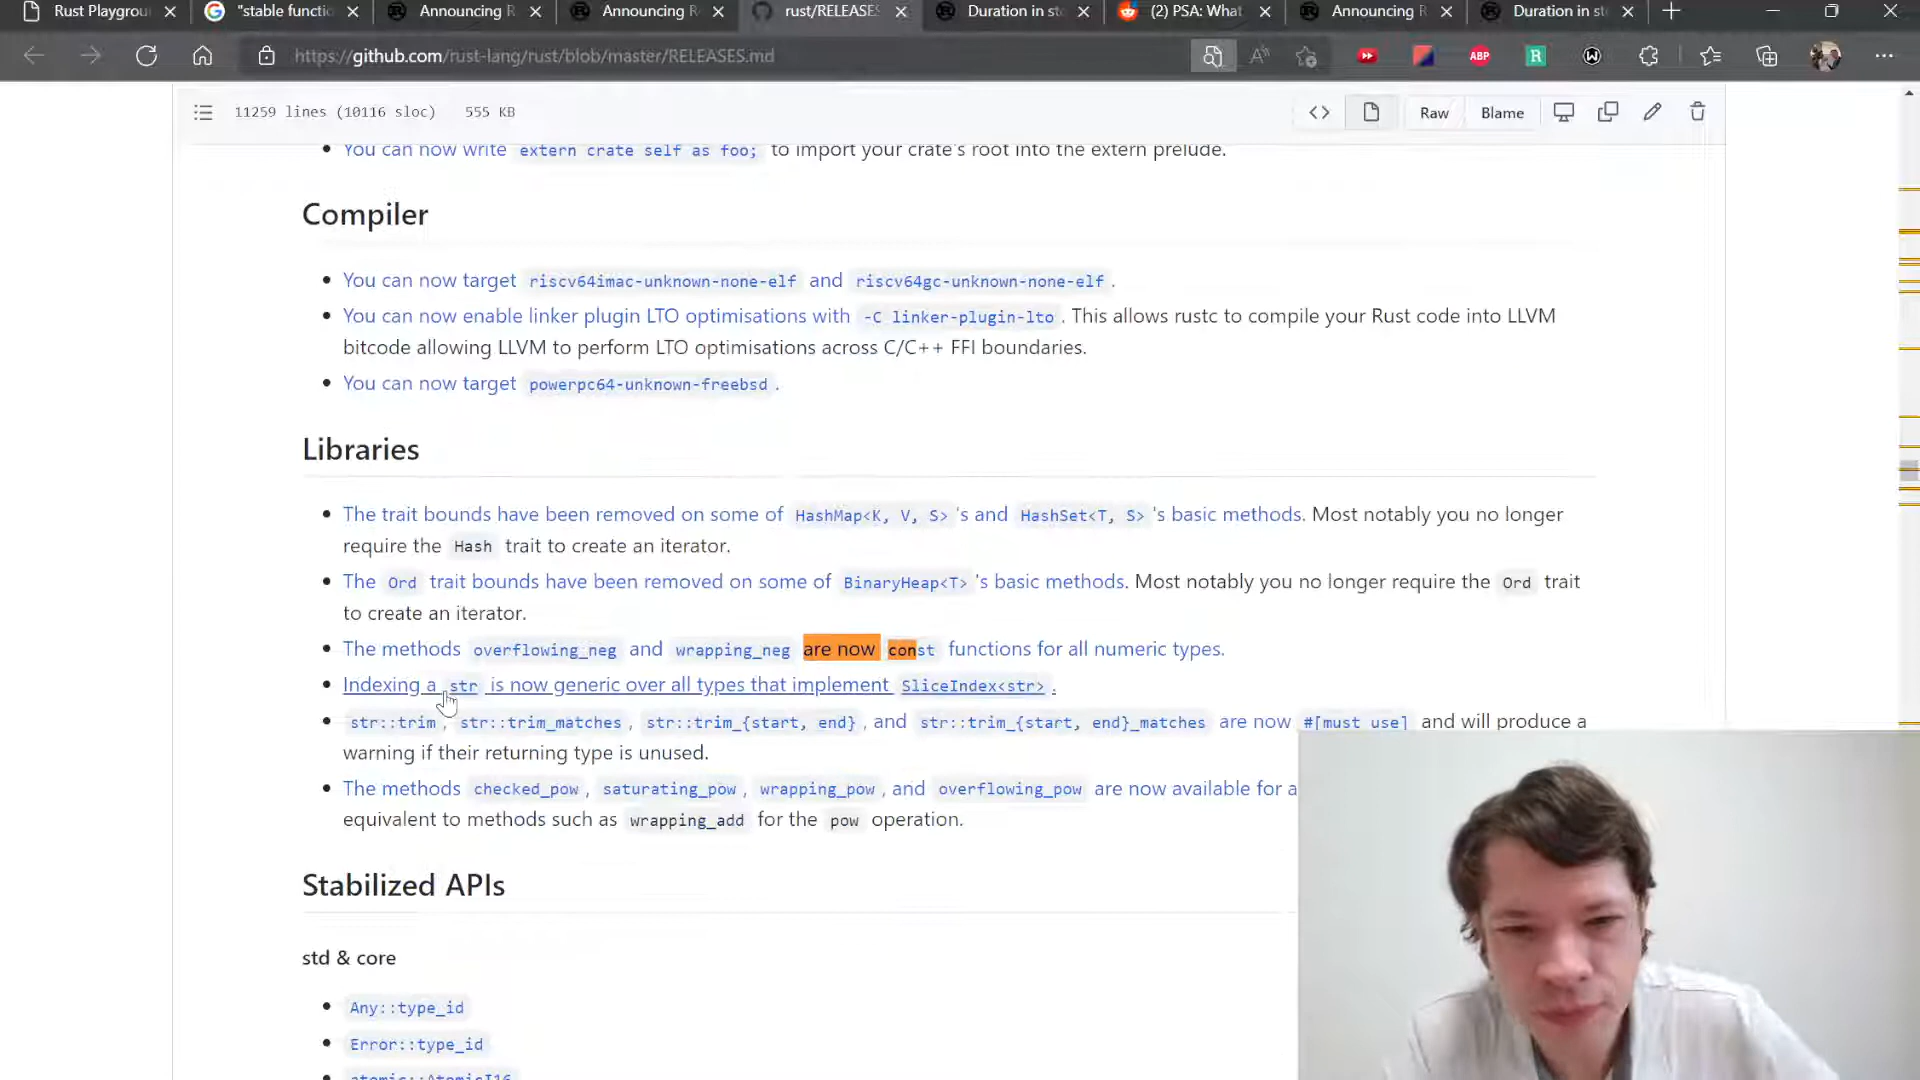 Rust Playgrou
"stable functio
Announcing R
Announcing R
rust/RELEASES
Duration in st
(2) PSA: What
Announcing R
Duration in st
https://github.com/rust-lang/rust/blob/master/RELEASES.md
ABP
R
11259 lines (10116 sloc) 555 KB
Raw
Blame
You can now write extern crate self as foo; to import your crate's root into the extern prelude.
Compiler
You can now target riscv64imac-unknown-none-elf and riscv64gc-unknown-none-elf .
You can now enable linker plugin LTO optimisations with -C linker-plugin-lto . This allows rustc to compile your Rust code into LLVM
bitcode allowing LLVM to perform LTO optimisations across C/C++ FFI boundaries.
You can now target powerpc64-unknown-freebsd .
Libraries
The trait bounds have been removed on some of HashMap<K, V, S> 's and HashSet<T, S> 's basic methods. Most notably you no longer
require the Hash trait to create an iterator.
The Ord trait bounds have been removed on some of BinaryHeap<T> 's basic methods. Most notably you no longer require the Ord trait
to create an iterator.
The methods overflowing_neg and wrapping_neg are now const functions for all numeric types.
Indexing a str is now generic over all types that implement SliceIndex<str> .
str::trim , str::trim_matches , str::trim_{start, end} , and str::trim_{start, end}_matches are now #[must_use] and will produce a
warning if their returning type is unused.
The methods checked_pow , saturating_pow , wrapping_pow , and overflowing_pow are now available for a
equivalent to methods such as wrapping_add for the pow operation.
Stabilized APIs
std & core
Any::type_id
Error::type_id
atomic::AtomicI16